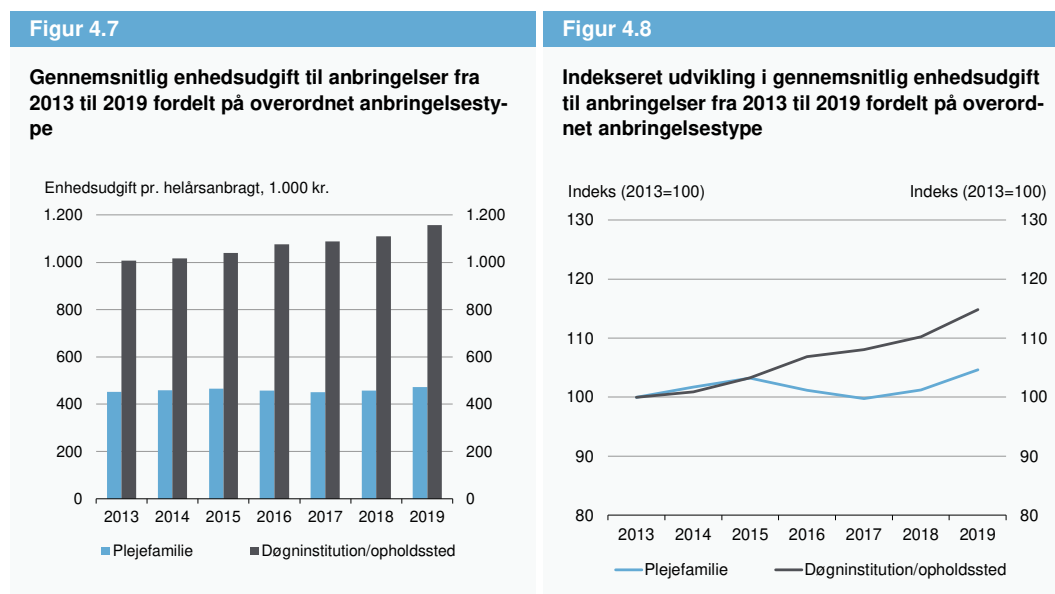 Figur 4.7
Gennemsnitlig enhedsudgift til anbringelser fra
2013 til 2019 fordelt på overordnet anbringelsesty-
pe
Enhedsudgift pr. helårsanbragt, 1.000 kr.
1.200 1.200
1.000 1.000
800 800
600 600
400 400
200 200
0 0
2013 2014 2015 2016 2017 2018 2019
Plejefamilie Døgninstitution/opholdssted
Figur 4.8
Indekseret udvikling i gennemsnitlig enhedsudgift
til anbringelser fra 2013 til 2019 fordelt på overord-
net anbringelsestype
Indeks (2013=100) Indeks (2013=100)
130 130
120 120
110 110
100 100
90 90
80 80
2013 2014 2015 2016 2017 2018 2019
Plejefamilie Døgninstitution/opholdssted